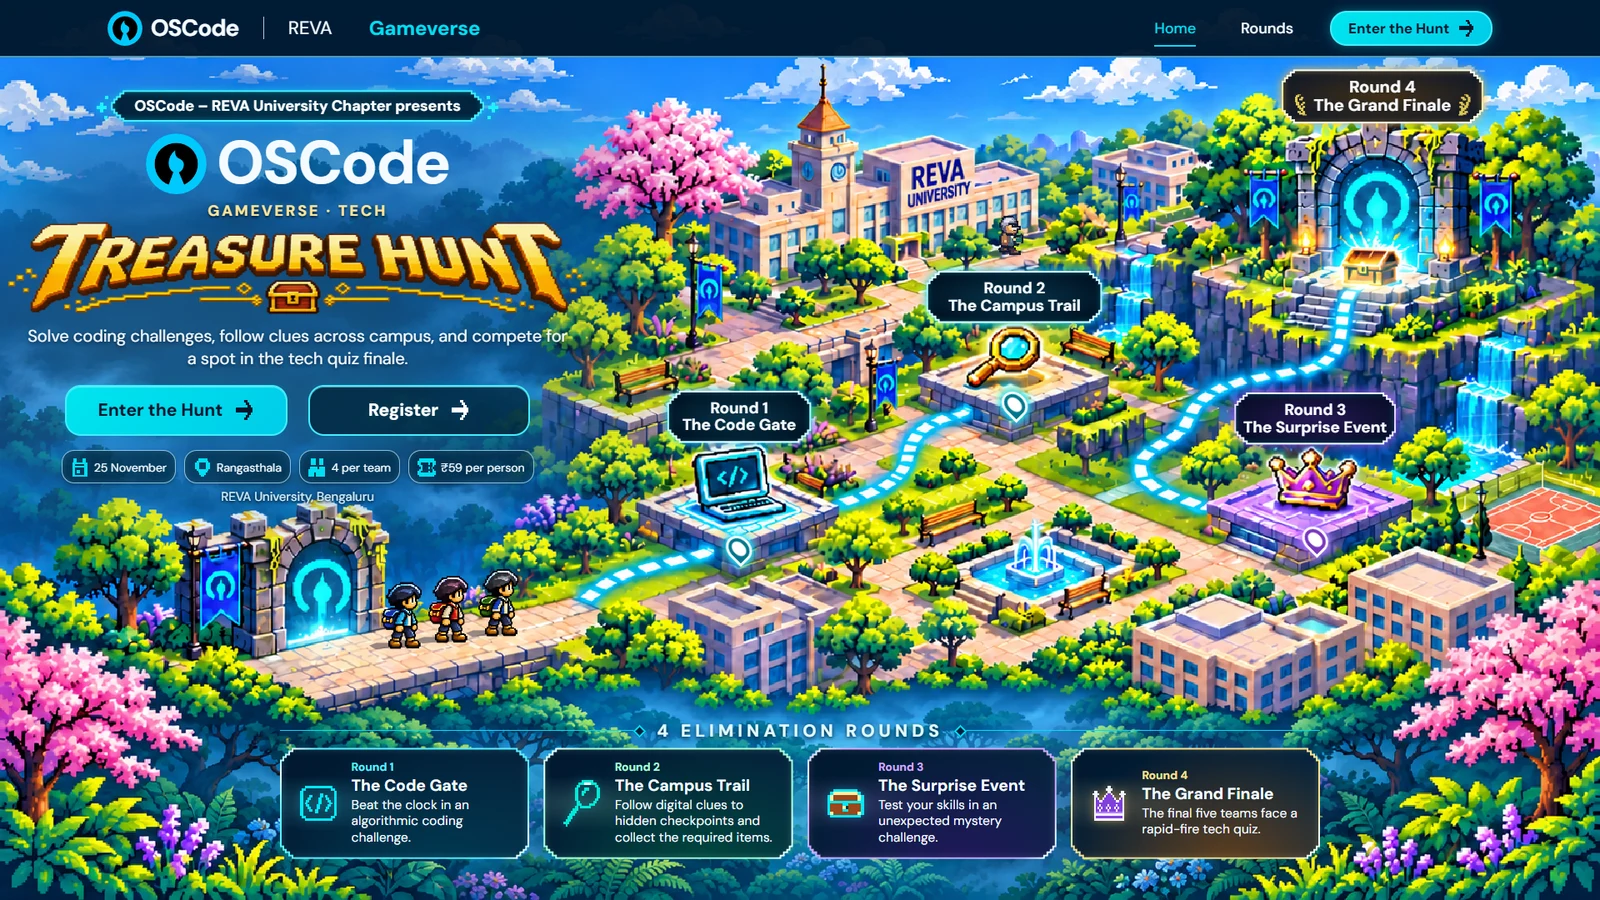 OSCode
REVA
Gameverse
Home
Rounds
Enter the Hunt
OSCode – REVA University Chapter presents
OSCode
GAMEVERSE · TECH
TREASURE HUNT
Solve coding challenges, follow clues across campus, and compete for
a spot in the tech quiz finale.
Enter the Hunt
Register
25 November
Rangasthala
4 per team
₹59 per person
REVA University, Bengaluru
REVA
UNIVERSITY
Round 4
The Grand Finale
Round 2
The Campus Trail
Round 1
The Code Gate
</>
Round 3
The Surprise Event
4 ELIMINATION ROUNDS
</>
Round 1
The Code Gate
Beat the clock in an
algorithmic coding
challenge.
Round 2
The Campus Trail
Follow digital clues to
hidden checkpoints and
collect the required items.
Round 3
The Surprise Event
Test your skills in an
unexpected mystery
challenge.
Round 4
The Grand Finale
The final five teams face a
rapid-fire tech quiz.